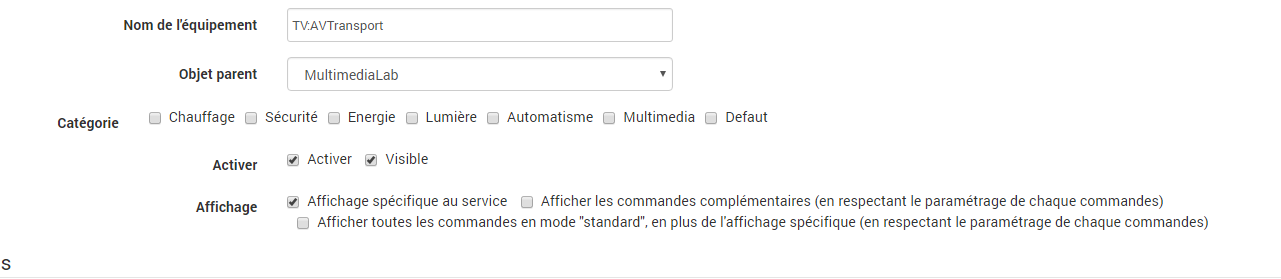 Nom de l'équipement TV:AVTransport
Objet parent MultimediaLab
Catégorie Chauffage Sécurité Energie Lumière Automatisme Multimedia Defaut
Activer Activer Visible
Affichage Affichage spécifique au service Afficher les commandes complémentaires (en respectant le paramétrage de chaque commandes)
Afficher toutes les commandes en mode "standard", en plus de l'affichage spécifique (en respectant le paramétrage de chaque commandes)
s